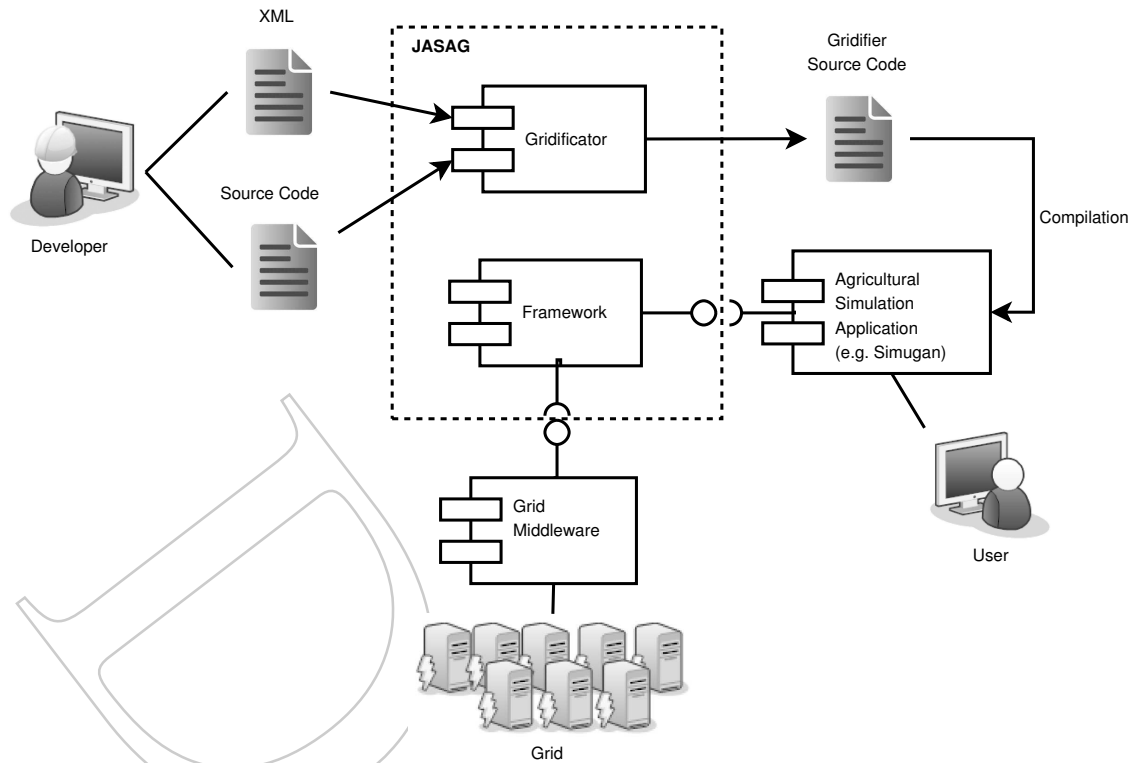 XML
JASAG
Gridifier
Source Code
Gridificator
Source Code
Developer
Compilation
Framework
Agricultural
Simulation
Application
(e.g. Simugan)
Grid
Middleware
User
Grid